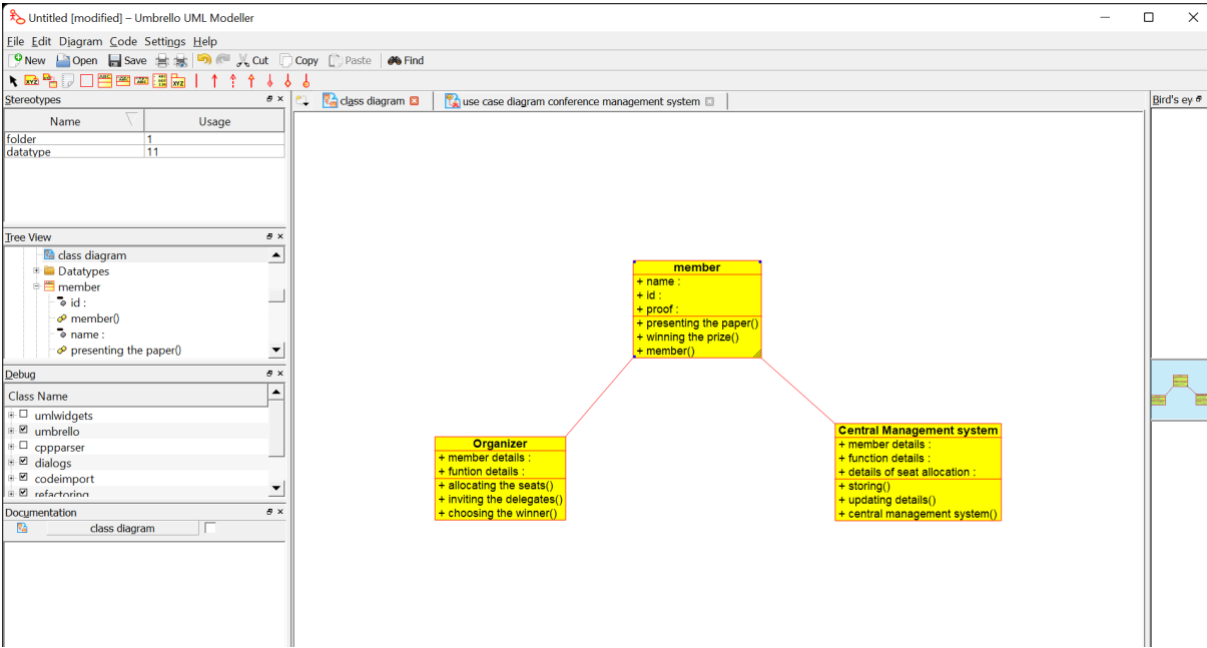 Untitled [modified] – Umbrello UML Modeller
File Edit Diagram Code Settings Help
New Open Save Cut Copy Paste Find
Stereotypes
Name Usage
folder 1
datatype 11
class diagram use case diagram conference management system
Bird's ey
Tree View
class diagram
Datatypes
member
id :
member()
name :
presenting the paper()
Debug
Class Name
umlwidgets
umbrello
cppparser
dialogs
codeimport
refactoring
Documentation
class diagram
member
+ name :
+ id :
+ proof :
+ presenting the paper()
+ winning the prize()
+ member()
Organizer
+ member details :
+ funtion details :
+ allocating the seats()
+ inviting the delegates()
+ choosing the winner()
Central Management system
+ member details :
+ function details :
+ details of seat allocation :
+ storing()
+ updating details()
+ central management system()